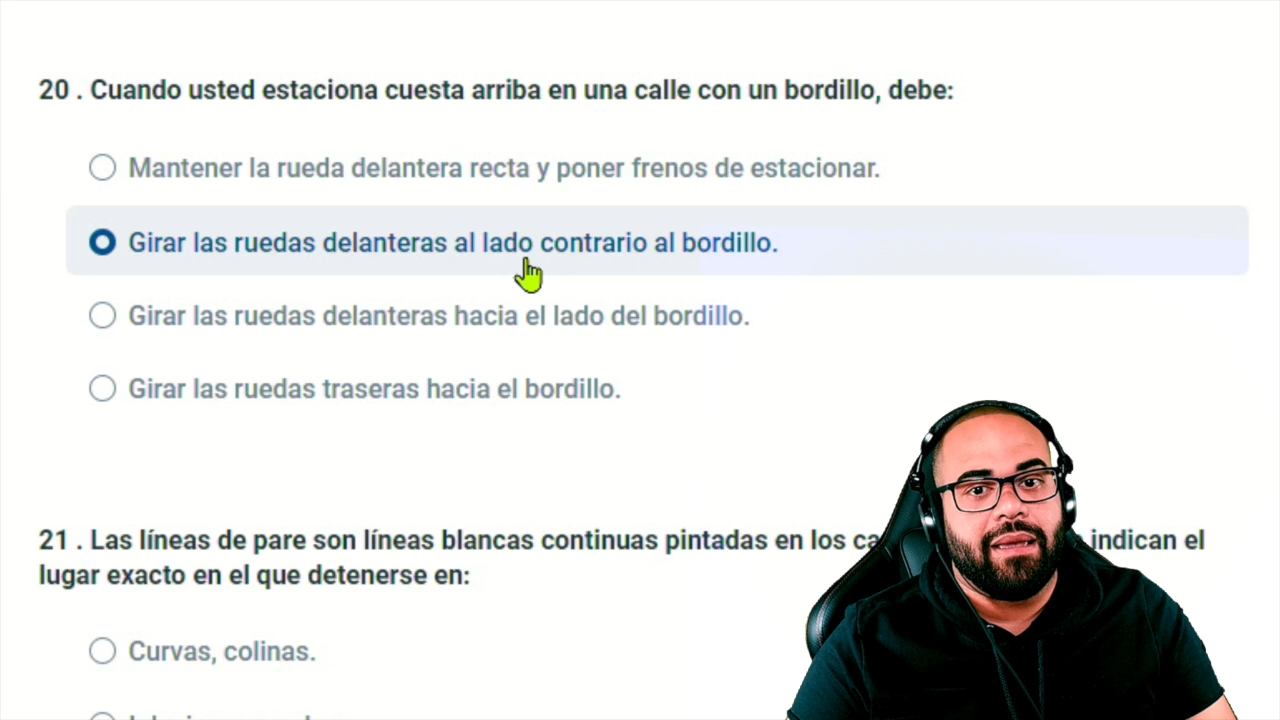 20 . Cuando usted estaciona cuesta arriba en una calle con un bordillo, debe:
Mantener la rueda delantera recta y poner frenos de estacionar.
Girar las ruedas delanteras al lado contrario al bordillo.
Girar las ruedas delanteras hacia el lado del bordillo.
Girar las ruedas traseras hacia el bordillo.
21 . Las líneas de pare son líneas blancas continuas pintadas en los indican el
lugar exacto en el que detenerse en:
Curvas, colinas.